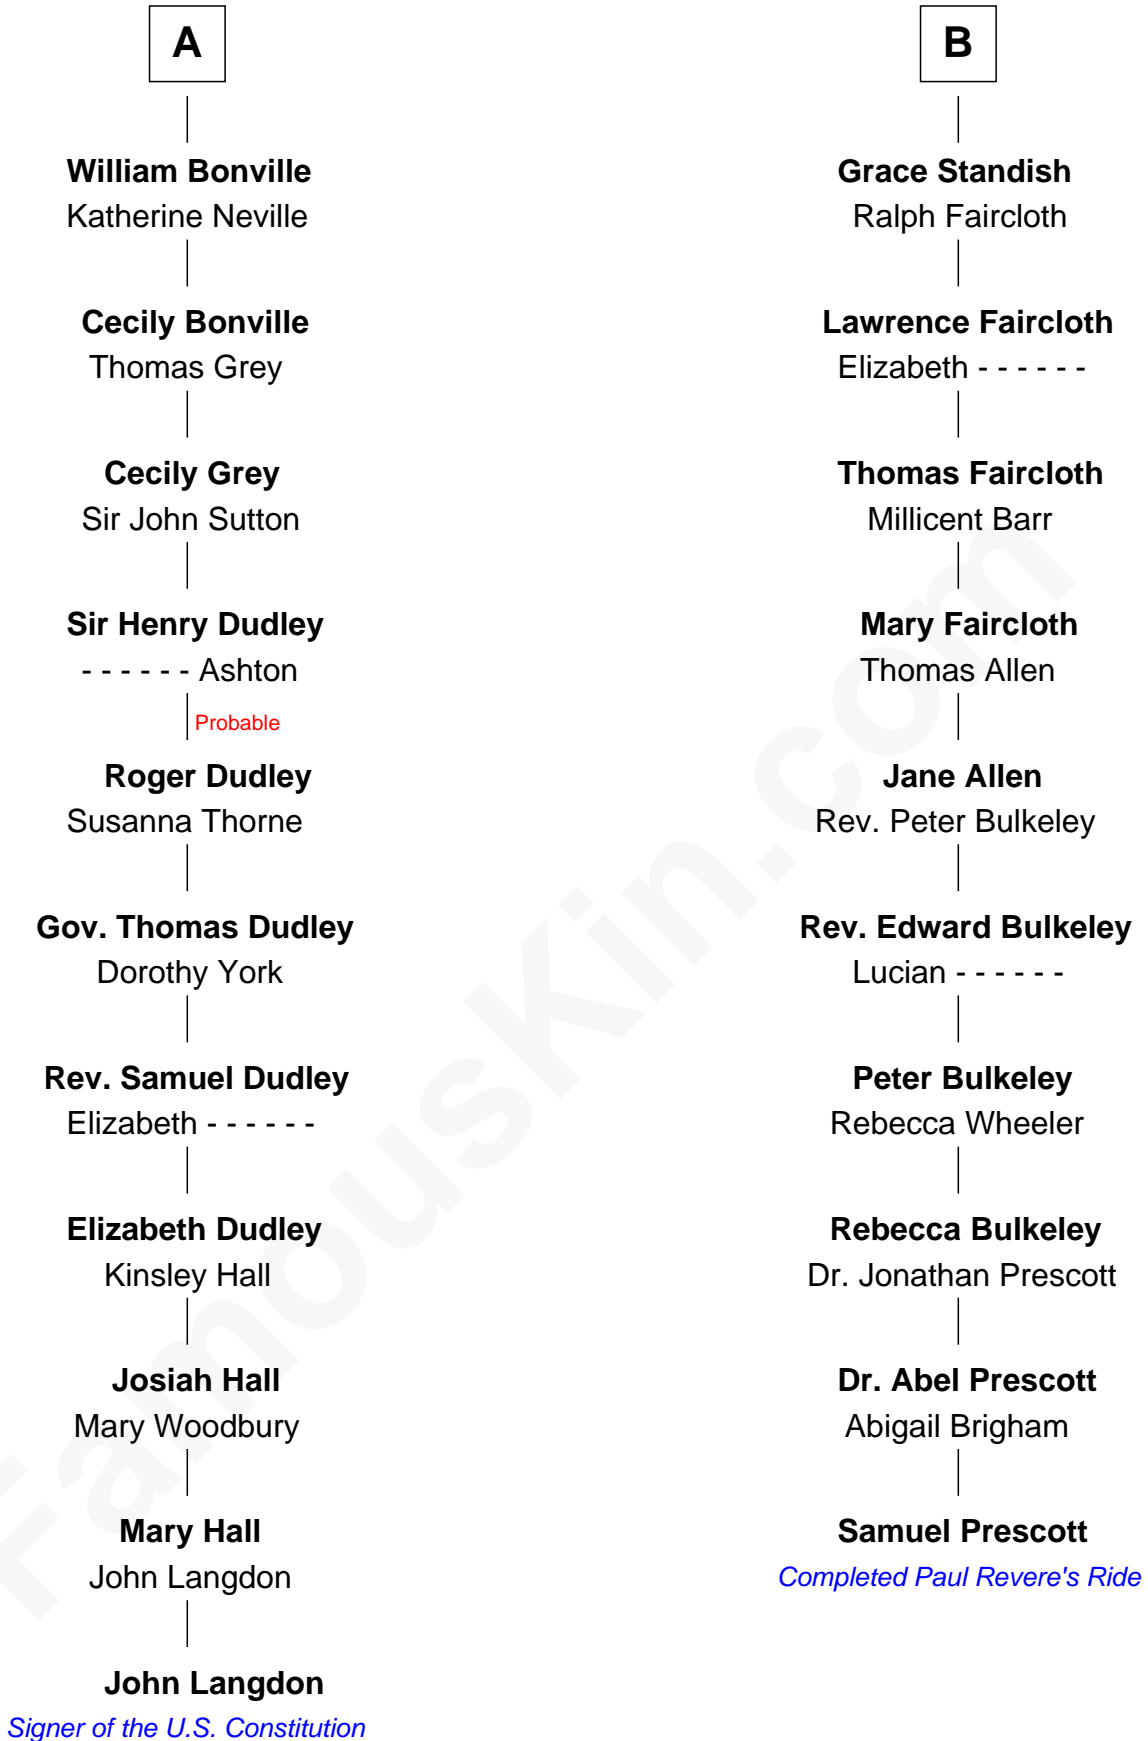 A
William Bonville
Katherine Neville
Cecily Bonville
Thomas Grey
Cecily Grey
Sir John Sutton
Sir Henry Dudley
- - - - - - Ashton
Probable
Roger Dudley
Susanna Thorne
Gov. Thomas Dudley
Dorothy York
Rev. Samuel Dudley
Elizabeth - - - - - -
Elizabeth Dudley
Kinsley Hall
Josiah Hall
Mary Woodbury
Mary Hall
John Langdon
John Langdon
Signer of the U.S. Constitution
B
Grace Standish
Ralph Faircloth
Lawrence Faircloth
Elizabeth - - - - - -
Thomas Faircloth
Millicent Barr
Mary Faircloth
Thomas Allen
Jane Allen
Rev. Peter Bulkeley
Rev. Edward Bulkeley
Lucian - - - - - -
Peter Bulkeley
Rebecca Wheeler
Rebecca Bulkeley
Dr. Jonathan Prescott
Dr. Abel Prescott
Abigail Brigham
Samuel Prescott
Completed Paul Revere's Ride
FamousKin.com